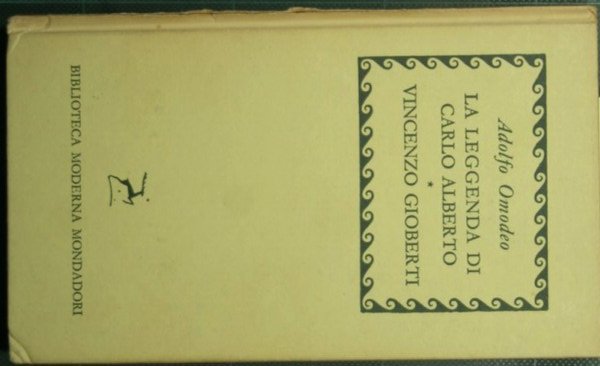 Adolfo Omodeo
LA LEGGENDA DI
CARLO ALBERTO
*
VINCENZO GIOBERTI
BIBLIOTECA MODERNA MONDADORI